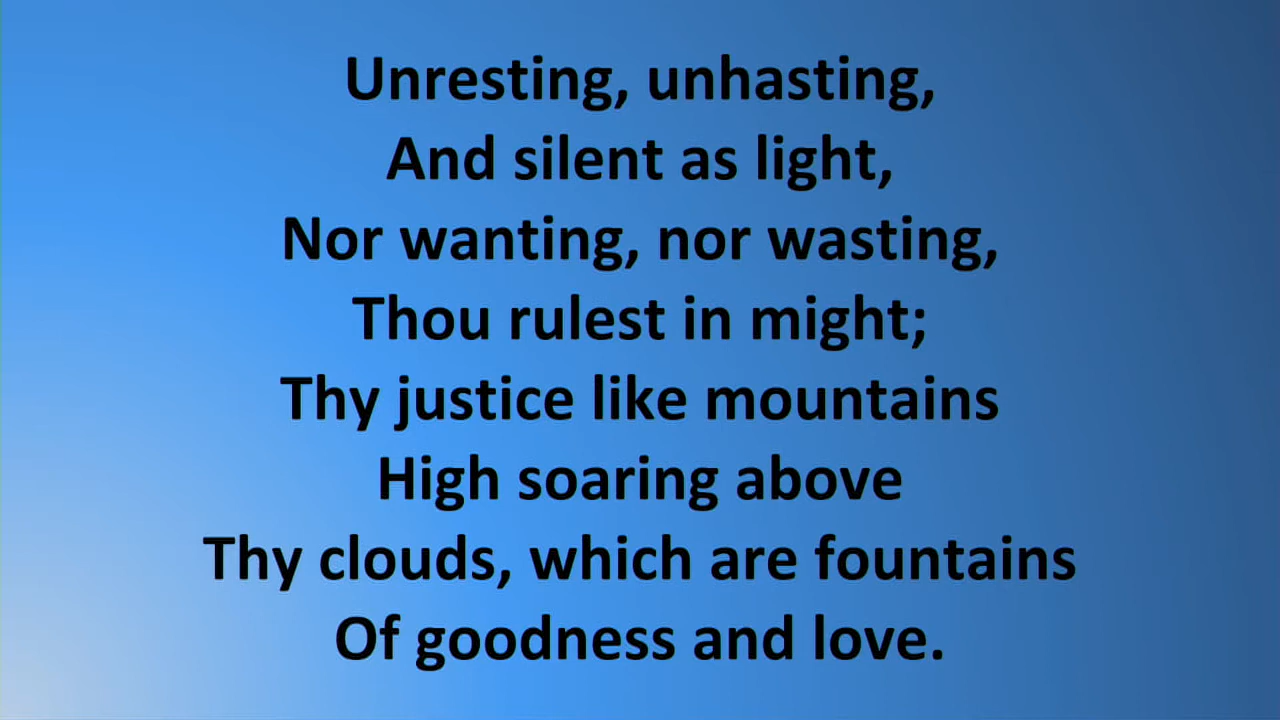 Unresting, unhasting,
And silent as light,
Nor wanting, nor wasting,
Thou rulest in might;
Thy justice like mountains
High soaring above
Thy clouds, which are fountains
Of goodness and love.